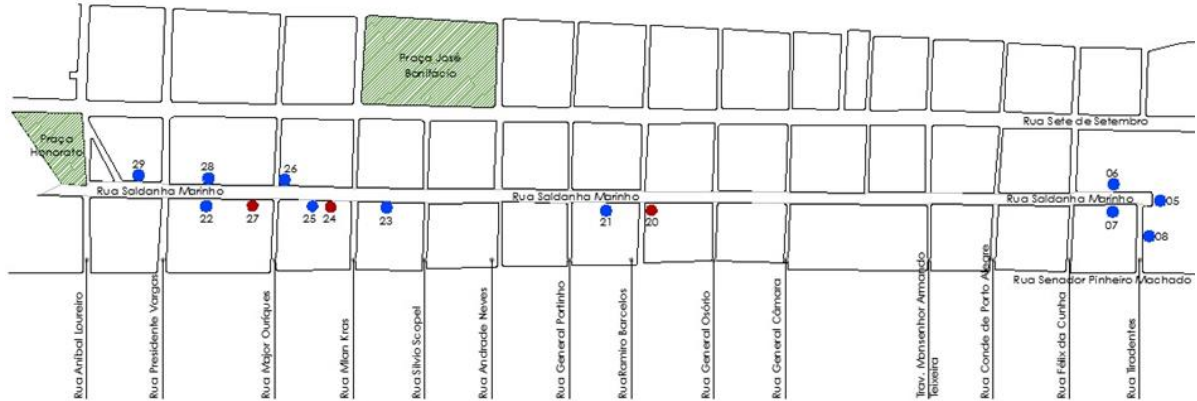 Praça José
Bonifacio
Rua Sete de Setembro
Praça
Honorato
29
28
26
06
Rua Saldanha Marinho
Rua Saldanha Marinho
Rua Saldanha Marinho
05
22
27
25
24
23
21
20
07
08
Rua Senador Pinheiro Machado
Rua Anibal Loureiro
Rua Presidente Vargas
Rua Major Ouriques
Rua Milan Kras
Rua Silvio Scopel
Rua Andrade Neves
Rua General Portinho
Rua Ramiro Barcelos
Rua General Osório
Rua General Câmara
Trav. Monsenhor Armando
Teixeira
Rua Conde de Porto Alegre
Rua Félix da Cunha
Rua Tiradentes